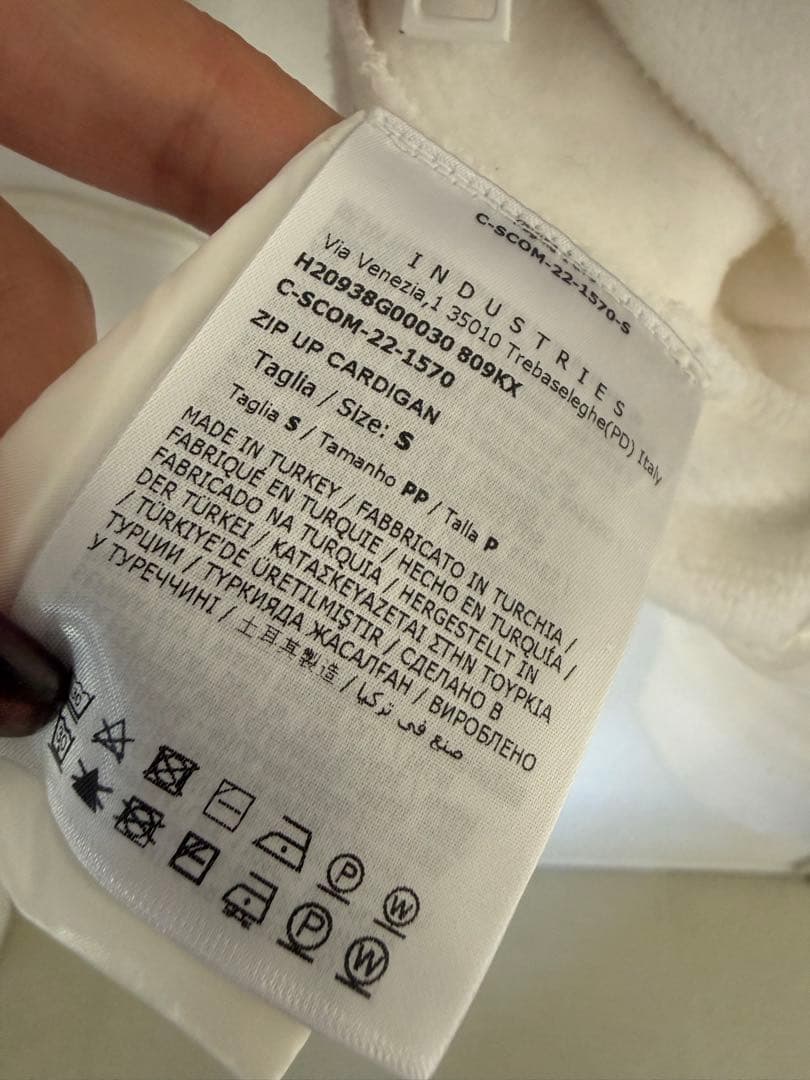 C-SCOM-22-1570-S
INDUSTRIES
Via Venezia,1 35010 Trebaseleghe(PD) Italy
H20938G00030 809KX
C-SCOM-22-1570
ZIP UP CARDIGAN
Taglia / Size: S
Taglia S / Tamanho PP / Talla P
MADE IN TURKEY / FABBRICATO IN TURCHIA /
FABRIQUÉ EN TURQUIE / HECHO EN TURQUÍA /
FABRICADO NA TURQUIA / HERGESTELLT IN
DER TÜRKEI / ΚΑΤΑΣΚΕΥΑΖΕΤΑΙ ΣΤΗΝ ΤΟΥΡΚΙΑ
/ TÜRKIYE'DE ÜRETILMIŞTIR / СДЕЛАНО В
ТУРЦИИ / ТҮРКИЯДА ЖАСАЛҒАН / ВИРОБЛЕНО
У ТУРЕЧЧИНІ / 土耳其製造 / صنع في تركيا
30
P
W
30
P
W